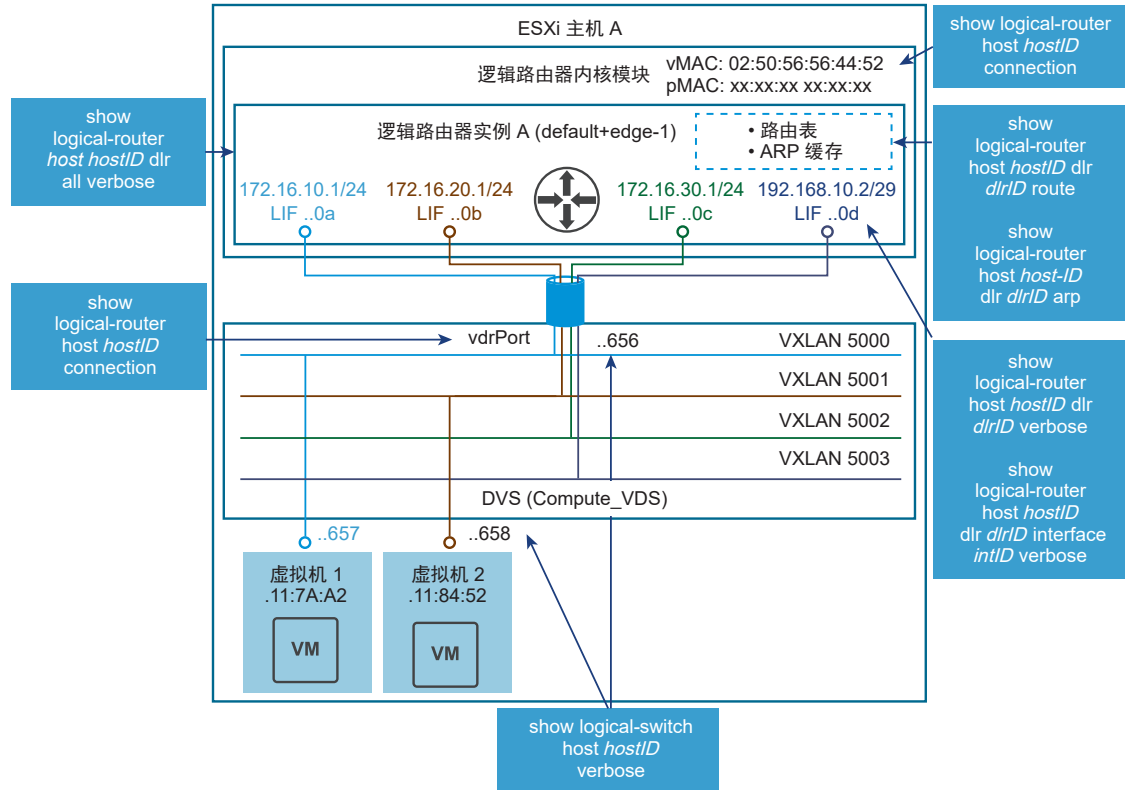 ESXi 主机 A
逻辑路由器内核模块
vMAC: 02:50:56:56:44:52
pMAC: xx:xx:xx xx:xx:xx
show logical-router
host hostID
connection
show
logical-router
host hostID dlr
all verbose
逻辑路由器实例 A (default+edge-1)
• 路由表
• ARP 缓存
show
logical-router
host hostID dlr
dlrID route
show
logical-router
host host-ID
dlr dlrID arp
172.16.10.1/24
LIF ..0a
172.16.20.1/24
LIF ..0b
172.16.30.1/24
LIF ..0c
192.168.10.2/29
LIF ..0d
show
logical-router
host hostID
connection
vdrPort
..656
VXLAN 5000
VXLAN 5001
VXLAN 5002
VXLAN 5003
DVS (Compute_VDS)
show
logical-router
host hostID dlr
dlrID verbose
show
logical-router
host hostID
dlr dlrID interface
intID verbose
..657
..658
虚拟机 1
.11:7A:A2
VM
虚拟机 2
.11:84:52
VM
show logical-switch
host hostID
verbose